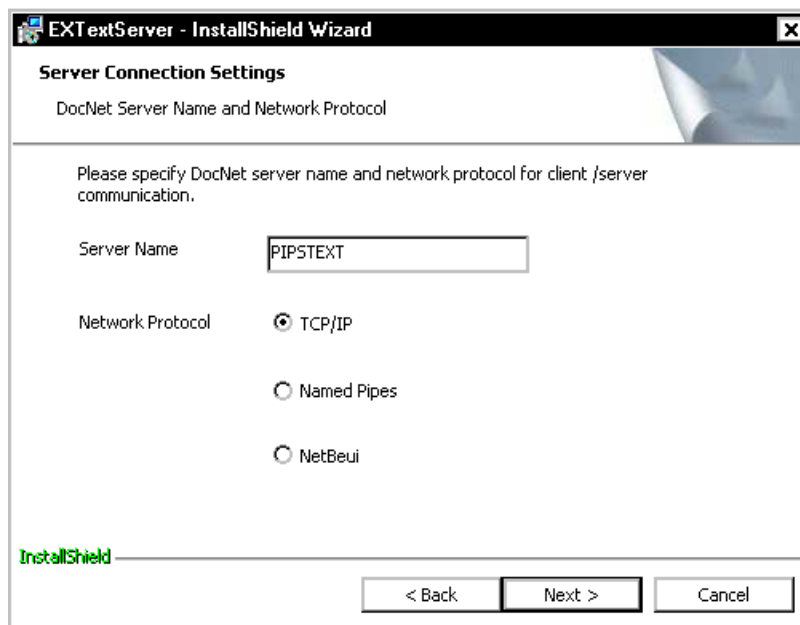 EXTextServer - InstallShield Wizard
Server Connection Settings
DocNet Server Name and Network Protocol
Please specify DocNet server name and network protocol for client /server
communication.
Server Name
PIPSTEXT
Network Protocol
TCP/IP
Named Pipes
NetBeui
InstallShield
< Back
Next >
Cancel